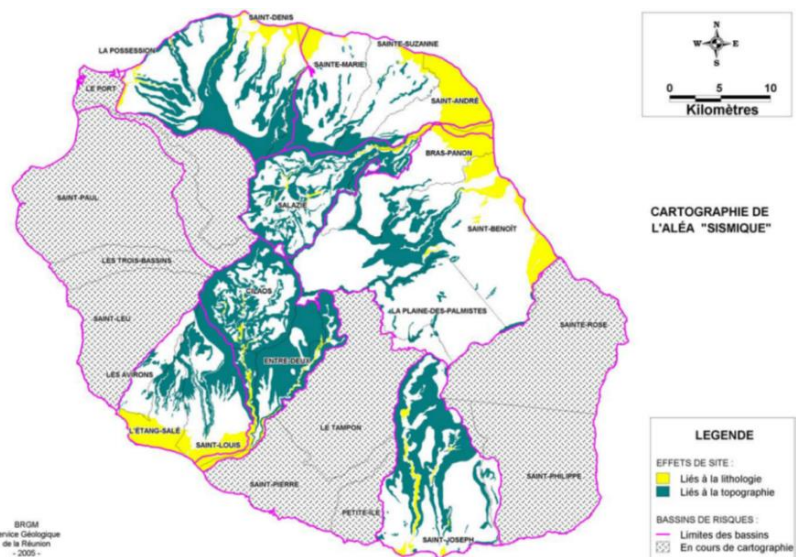 SAINT-DENIS
LA POSSESSION
SAINTE-SUZANNE
SAINTE-MARIE
LE PORT
SAINT-ANDRÉ
BRAS-PANON
SAINT-PAUL
SALAZIE
SAINT-BENOÎT
LES TROIS-BASSINS
CILAOS
LA PLAINE-DES-PALMISTES
SAINT-LEU
SAINTE-ROSE
ENTRE-DEUX
LES AVIRONS
L'ÉTANG-SALÉ
LE TAMPON
SAINT-LOUIS
SAINT-PIERRE
SAINT-PHILIPPE
PETITE-ILE
SAINT-JOSEPH
N
W E
S
0 5 10
Kilomètres
CARTOGRAPHIE DE
L'ALÉA "SISMIQUE"
LEGENDE
EFFETS DE SITE :
Liés à la lithologie
Liés à la topographie
BASSINS DE RISQUES :
Limites des bassins
En cours de cartographie
BRGM
ervice Géologique
de la Réunion
- 2005 -